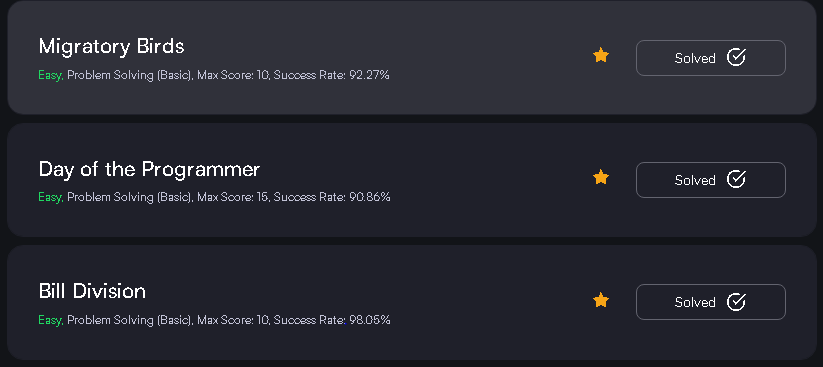 Migratory Birds
Easy, Problem Solving (Basic), Max Score: 10, Success Rate: 92.27%
Solved
Day of the Programmer
Easy, Problem Solving (Basic), Max Score: 15, Success Rate: 90.86%
Solved
Bill Division
Easy, Problem Solving (Basic), Max Score: 10, Success Rate: 98.05%
Solved